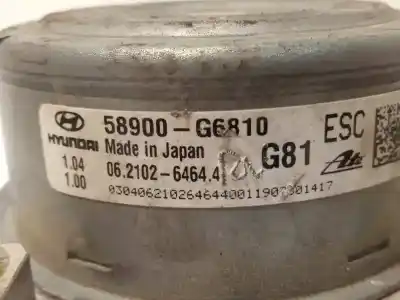 58900-G6810 ESC
HYUNDAI Made in Japan G81 Ate
1.04
1.00 06.2102-6464.4